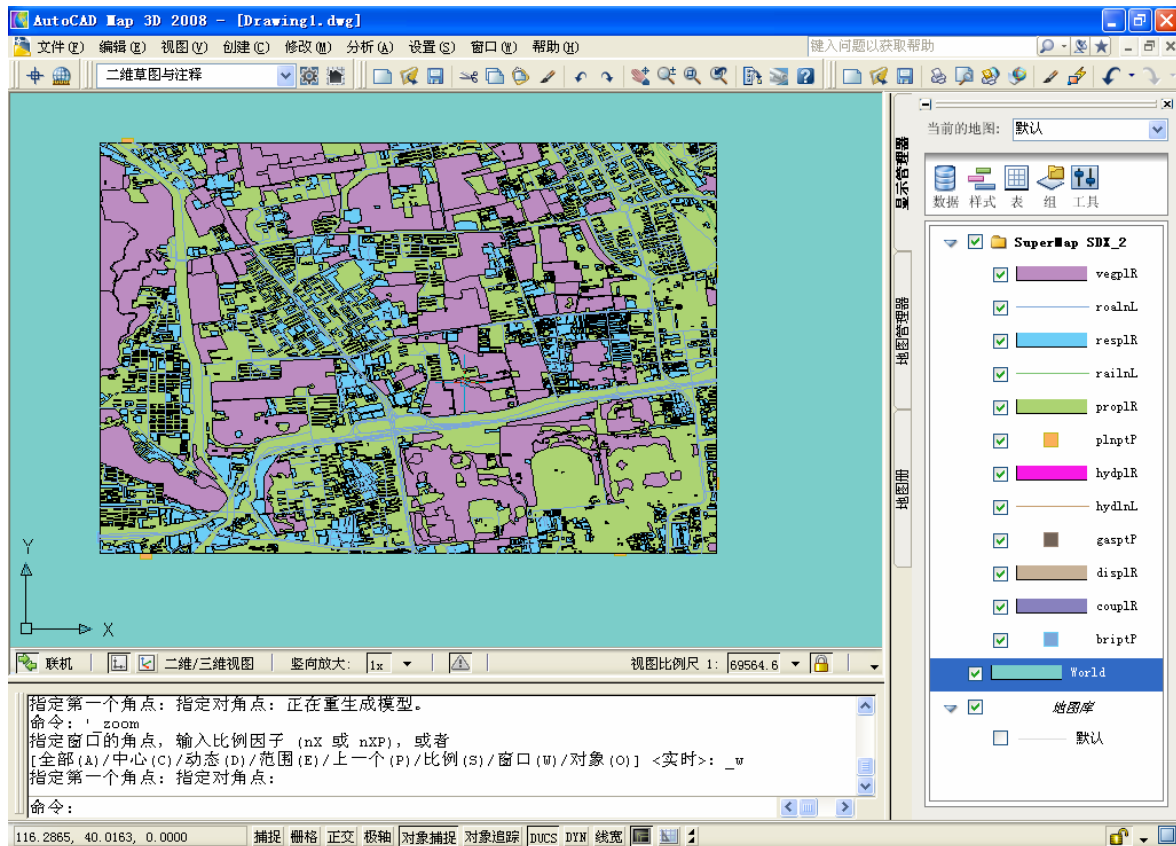 AutoCAD Map 3D 2008 - [Drawing1.dwg]
文件(F) 编辑(E) 视图(V) 创建(C) 修改(M) 分析(A) 设置(S) 窗口(W) 帮助(H) 键入问题以获取帮助
二维草图与注释
当前的地图: 默认
显示管理器
地图管理器
地图册
数据 样式 表 组 工具
SuperMap SDX_2
vegplR
roalnL
resplR
railnL
proplR
plnptP
hydplR
hydlnL
gasptP
displR
couplR
briptP
World
地图库
默认
Y
X
联机 二维/三维视图 竖向放大: 1x 视图比例尺 1: 69564.6
指定第一个角点: 指定对角点: 正在重生成模型。
命令: '_zoom
指定窗口的角点, 输入比例因子 (nX 或 nXP), 或者
[全部(A)/中心(C)/动态(D)/范围(E)/上一个(P)/比例(S)/窗口(W)/对象(O)] <实时>: _w
指定第一个角点: 指定对角点:
命令:
116.2865, 40.0163, 0.0000 捕捉 栅格 正交 极轴 对象捕捉 对象追踪 DUCS DYN 线宽